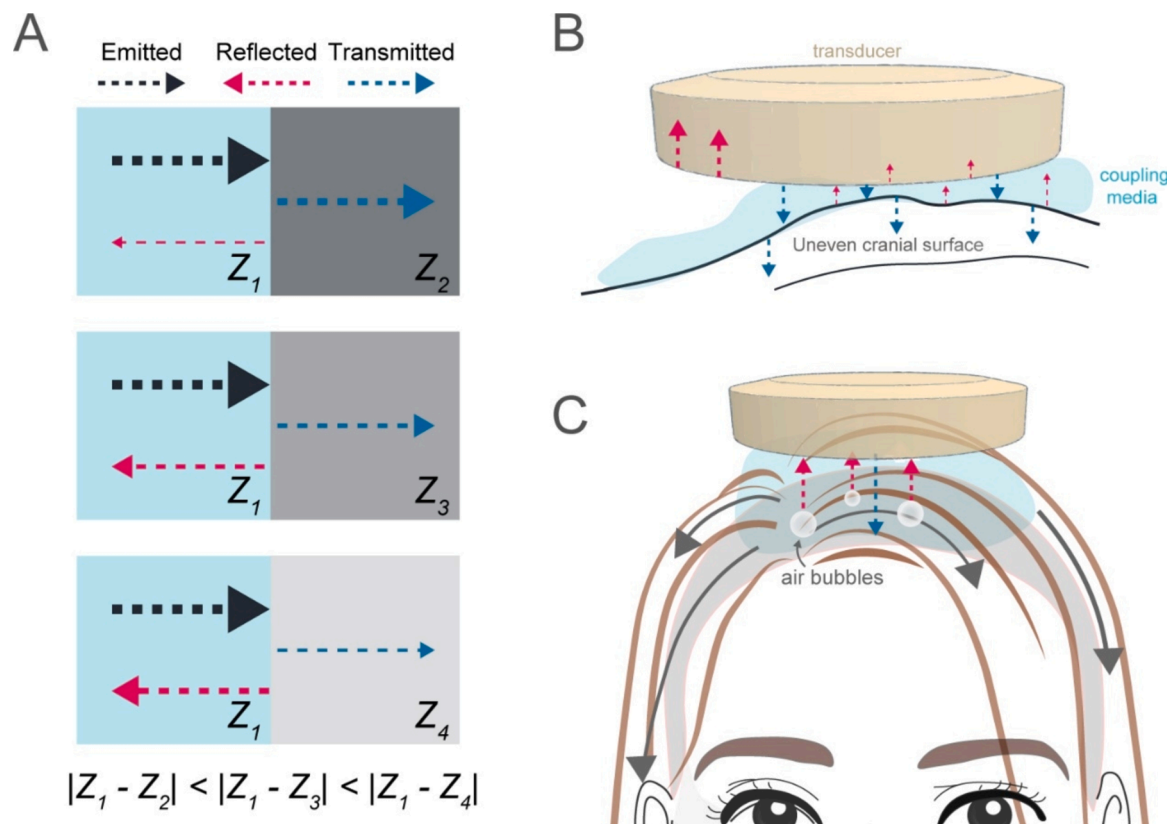 A
Emitted Reflected Transmitted
Z1 Z2
Z1 Z3
Z1 Z4
|Z1 - Z2| < |Z1 - Z3| < |Z1 - Z4|
B
transducer
coupling
media
Uneven cranial surface
C
air bubbles